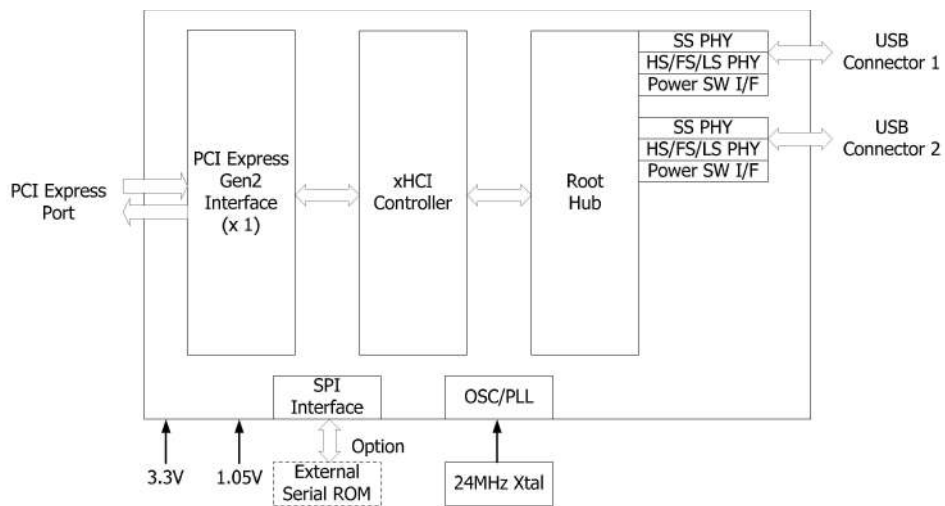 SS PHY
HS/FS/LS PHY
Power SW I/F
USB
Connector 1
SS PHY
HS/FS/LS PHY
Power SW I/F
USB
Connector 2
PCI Express
Port
PCI Express
Gen2
Interface
(x 1)
xHCI
Controller
Root
Hub
SPI
Interface
OSC/PLL
3.3V
1.05V
Option
External
Serial ROM
24MHz Xtal